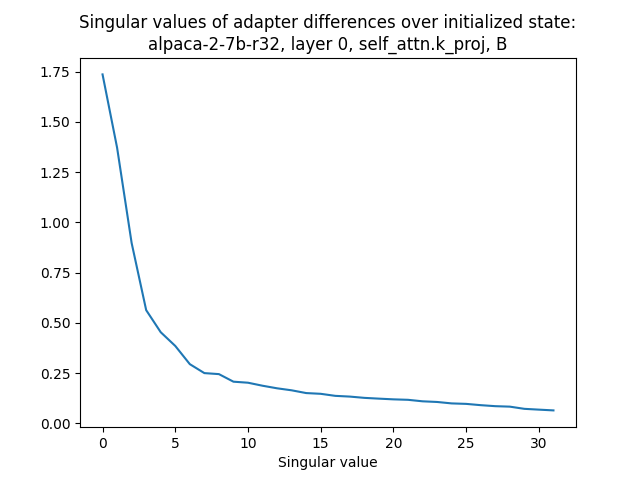 Singular values of adapter differences over initialized state:
alpaca-2-7b-r32, layer 0, self_attn.k_proj, B
1.75
1.50
1.25
1.00
0.75
0.50
0.25
0.00
0 5 10 15 20 25 30
Singular value